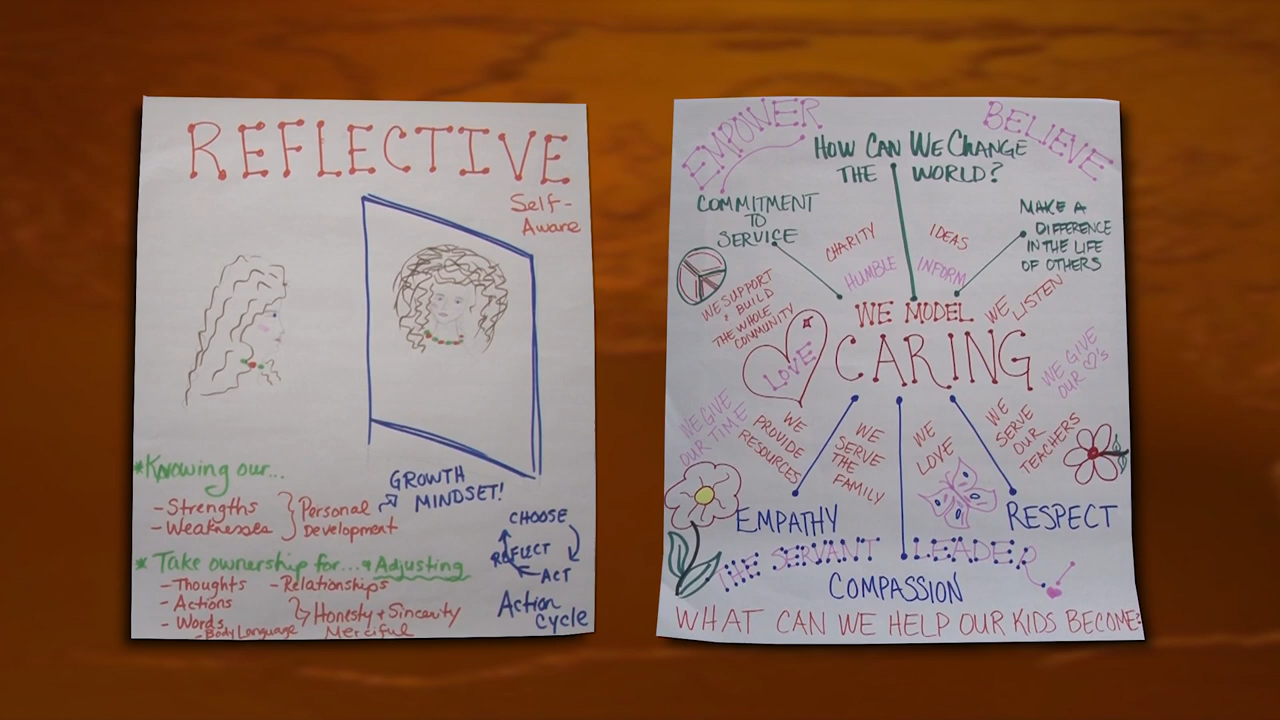 REFLECTIVE
Self-
Aware
*Knowing our...
- Strengths
- Weaknesses
Personal
Development
GROWTH
MINDSET!
* Take ownership for... & Adjusting
- Thoughts - Relationships
- Actions
- Words
- Body Language
Honesty + Sincerity
Merciful
CHOOSE
ACT
REFLECT
Action
Cycle
EMPOWER
BELIEVE
HOW CAN WE CHANGE
THE WORLD?
COMMITMENT
TO
SERVICE
CHARITY
HUMBLE
IDEAS
INFORM
MAKE A
DIFFERENCE
IN THE LIFE
OF OTHERS
WE SUPPORT
& BUILD
THE WHOLE
COMMUNITY
WE MODEL
CARING
WE LISTEN
LOVE
WE GIVE
OUR ♡'s
WE GIVE
OUR TIME
WE
PROVIDE
RESOURCES
WE
SERVE
THE
FAMILY
WE
LOVE
WE
SERVE
OUR
TEACHERS
EMPATHY
RESPECT
THE SERVANT LEADER
COMPASSION
WHAT CAN WE HELP OUR KIDS BECOME?